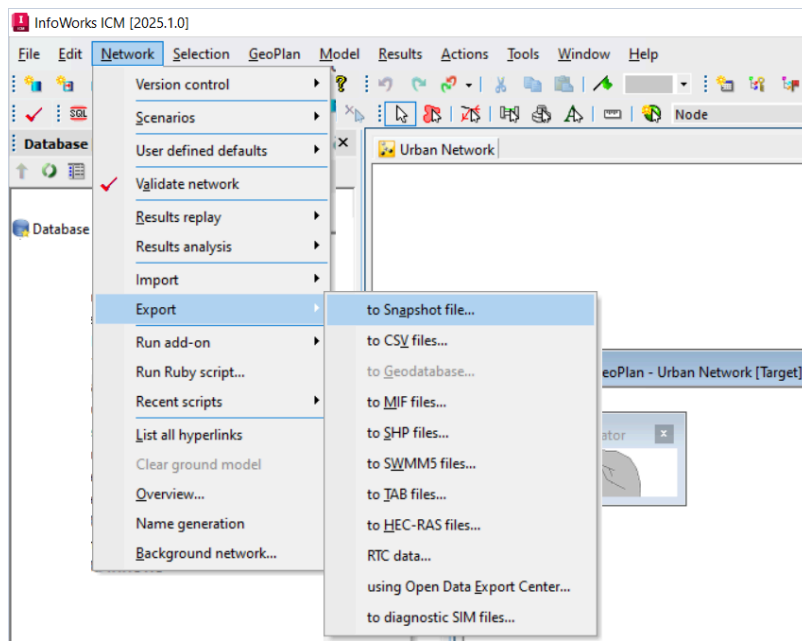 InfoWorks ICM [2025.1.0]
File Edit Network Selection GeoPlan Model Results Actions Tools Window Help
SQL
Node
Database
Urban Network
Database
Version control
Scenarios
User defined defaults
Validate network
Results replay
Results analysis
Import
Export
Run add-on
Run Ruby script...
Recent scripts
List all hyperlinks
Clear ground model
Overview...
Name generation
Background network...
to Snapshot file...
to CSV files...
to Geodatabase...
to MIF files...
to SHP files...
to SWMM5 files...
to TAB files...
to HEC-RAS files...
RTC data...
using Open Data Export Center...
to diagnostic SIM files...
eoPlan - Urban Network [Target]
ator